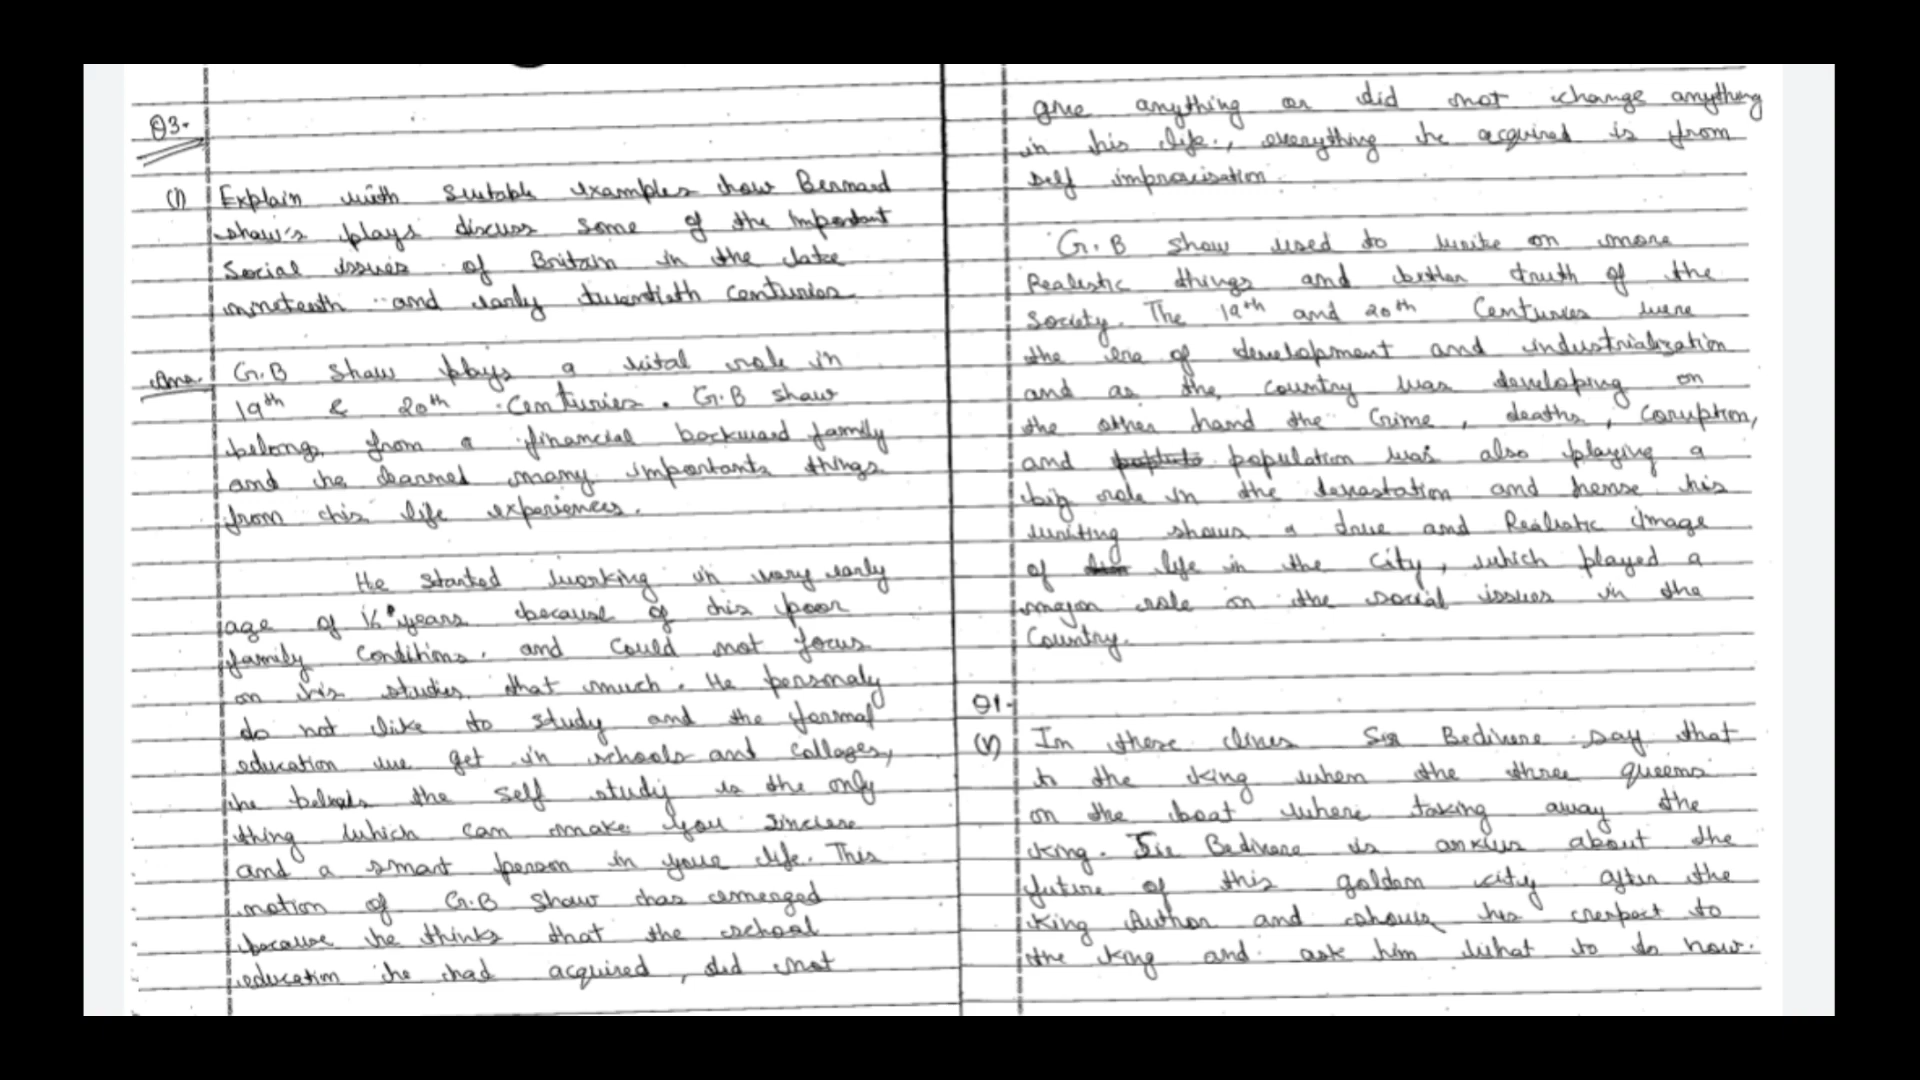 Q3.
(1) Explain with suitable examples how Bernard
shaw's plays discuss some of the important
Social issues of Britain in the late
nineteenth and early twentieth centuries.
Ans. G.B Shaw plays a vital role in
19th & 20th Centuries. G.B shaw
belongs from a financial backward family
and he learned many importants things
from his life experiences.
He started working in very early
age of years because of his poor
family conditions. and could not focus
on his studies that much. He personaly
do not like to study and the formal
education we get in schools and collages,
he the self study is the only
thing which can make you sincere
and a smart person in your life. This
notion of G.B Shaw has emerged
because he thinks that the school
education he had acquired, did not
give anything or did not change anything
in his life., everything he acquired is from
self improvisation.
G.B Shaw used to write on more
Realistic things and bitter truth of the
Society. The 19th and 20th Centuries were
the era of development and industrialization
and as the country was developing on
the other hand the Crime, deaths, coruption,
and population was also playing a
big role in the devastation and hense his
writing shows a true and Realistic image
of life in the City, which played a
major role on the social issues in the
Country.
Q1.
(v) In these lines Sir Bedivere say that
to the king when the three queens
on the boat where taking away the
king. Sir Bedivere is anxius about the
future of this golden city after the
King Author and shows his respect to
the king and ask him what to do now.